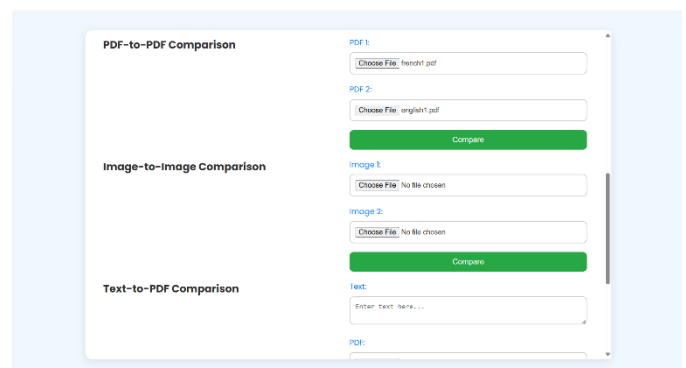 PDF-to-PDF Comparison
PDF 1:
Choose File french1.pdf
PDF 2:
Choose File english1.pdf
Compare
Image-to-Image Comparison
Image 1:
Choose File No file chosen
Image 2:
Choose File No file chosen
Compare
Text-to-PDF Comparison
Text:
Enter text here...
PDF: